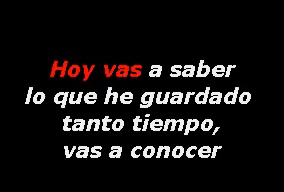 Hoy vas a saber
lo que he guardado
tanto tiempo,
vas a conocer